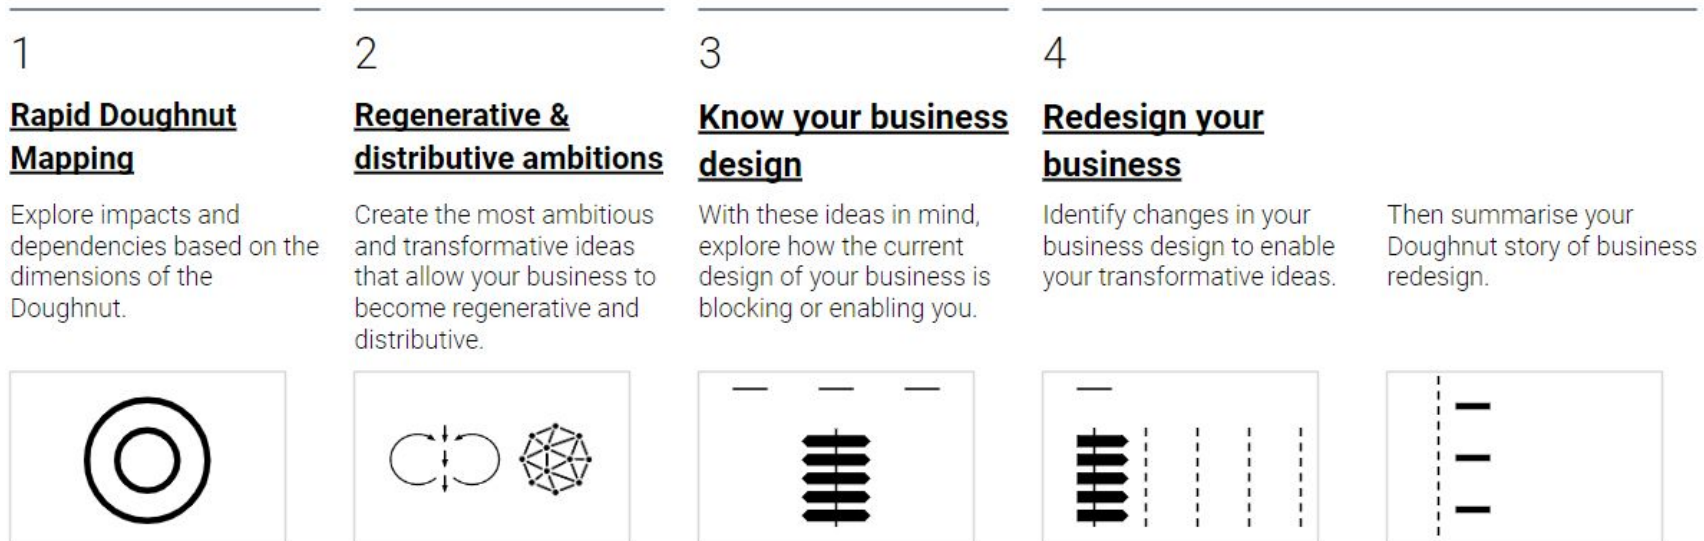 1
Rapid Doughnut
Mapping
Explore impacts and
dependencies based on the
dimensions of the
Doughnut.
2
Regenerative &
distributive ambitions
Create the most ambitious
and transformative ideas
that allow your business to
become regenerative and
distributive.
3
Know your business
design
With these ideas in mind,
explore how the current
design of your business is
blocking or enabling you.
4
Redesign your
business
Identify changes in your
business design to enable
your transformative ideas.
Then summarise your
Doughnut story of business
redesign.